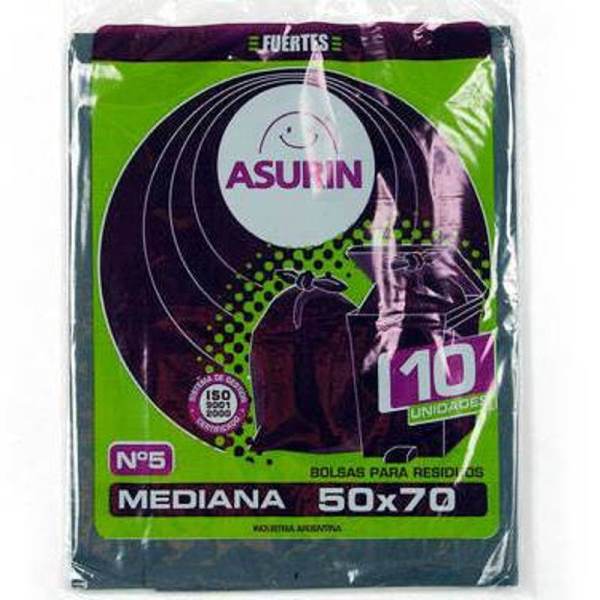 FUERTES
ASURIN
10
UNIDADES
SISTEMA DE GESTION
ISO
9001
2000
CERTIFICADO
Nº5
BOLSAS PARA RESIDUOS
MEDIANA 50x70
INDUSTRIA ARGENTINA